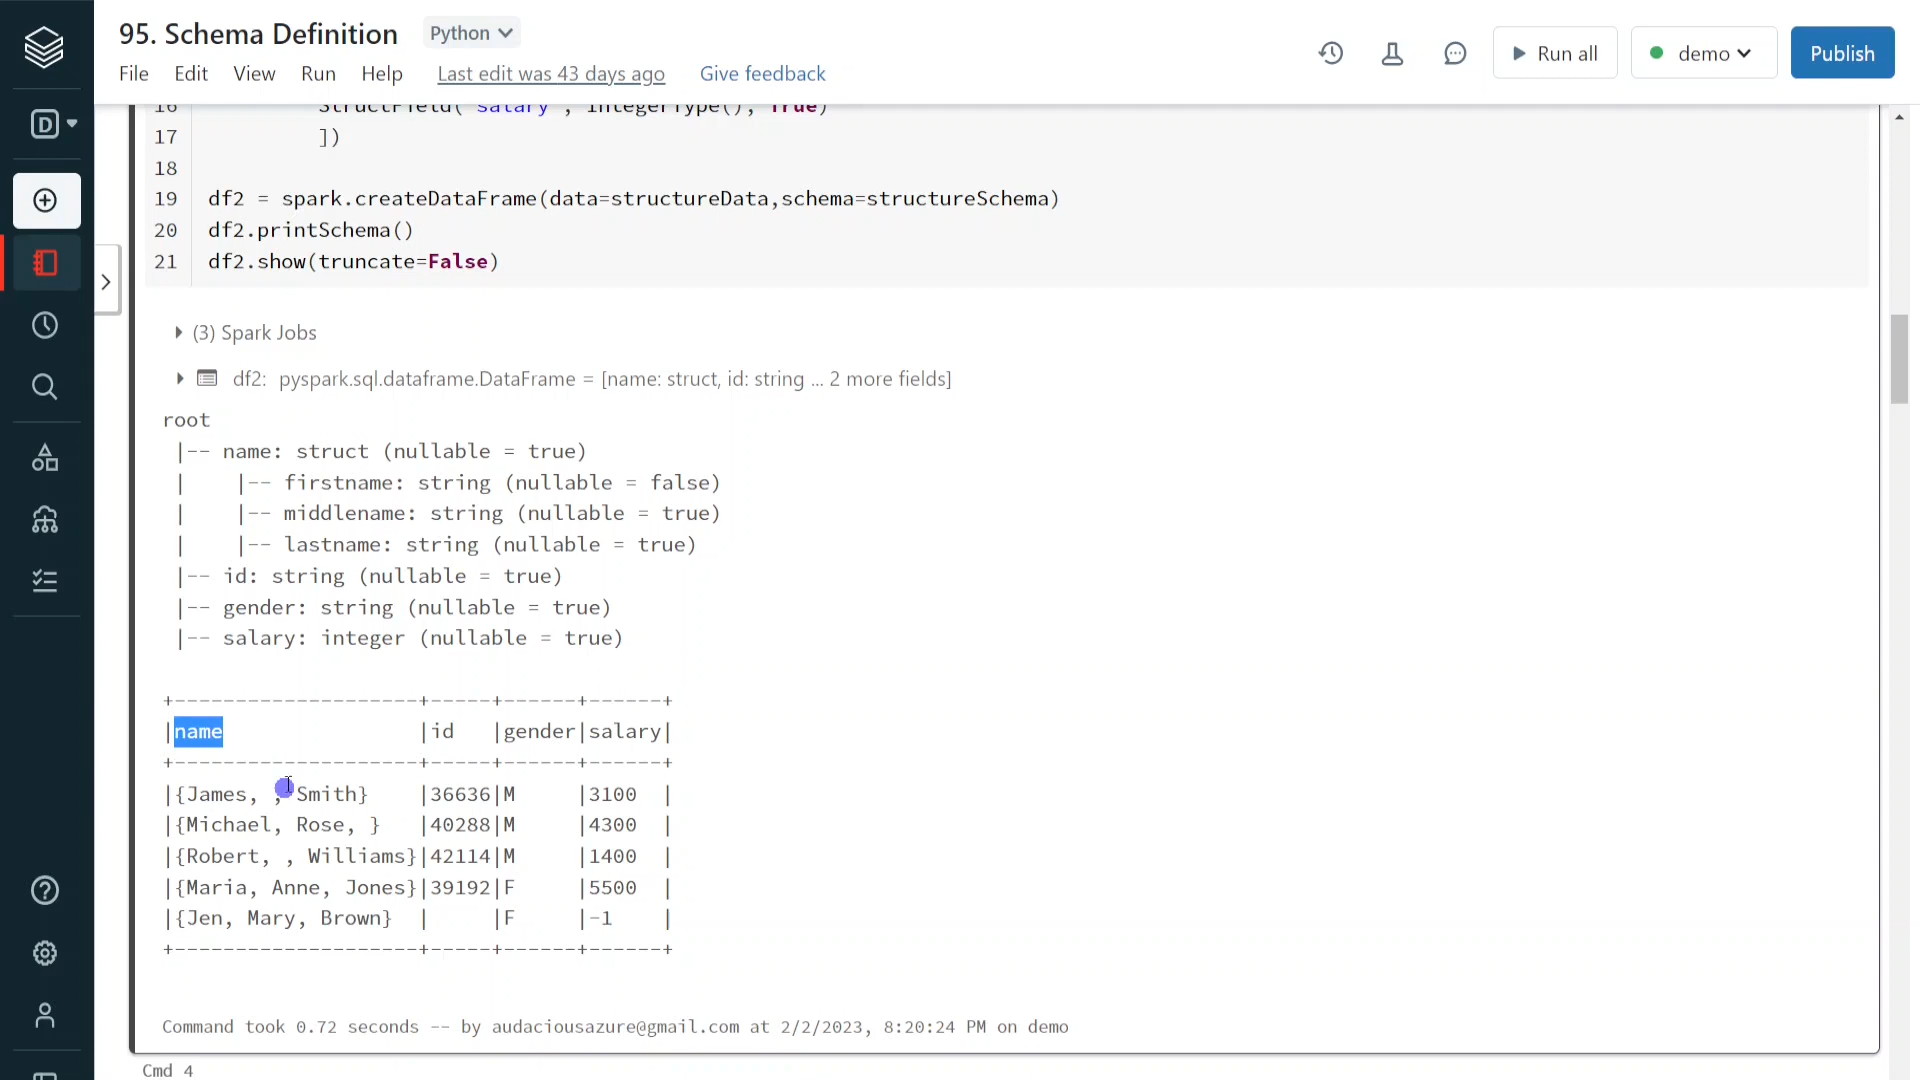 95. Schema Definition Python
File Edit View Run Help Last edit was 43 days ago Give feedback
Run all demo Publish
D
16 StructField('salary', IntegerType(), True)
17 ])
18
19 df2 = spark.createDataFrame(data=structureData,schema=structureSchema)
20 df2.printSchema()
21 df2.show(truncate=False)
(3) Spark Jobs
df2: pyspark.sql.dataframe.DataFrame = [name: struct, id: string ... 2 more fields]
root
|-- name: struct (nullable = true)
| |-- firstname: string (nullable = false)
| |-- middlename: string (nullable = true)
| |-- lastname: string (nullable = true)
|-- id: string (nullable = true)
|-- gender: string (nullable = true)
|-- salary: integer (nullable = true)
+--------------------+-----+------+------+
|name |id |gender|salary|
+--------------------+-----+------+------+
|{James, , Smith} |36636|M |3100 |
|{Michael, Rose, } |40288|M |4300 |
|{Robert, , Williams}|42114|M |1400 |
|{Maria, Anne, Jones}|39192|F |5500 |
|{Jen, Mary, Brown} | |F |-1 |
+--------------------+-----+------+------+
Command took 0.72 seconds -- by audaciousazure@gmail.com at 2/2/2023, 8:20:24 PM on demo
Cmd 4